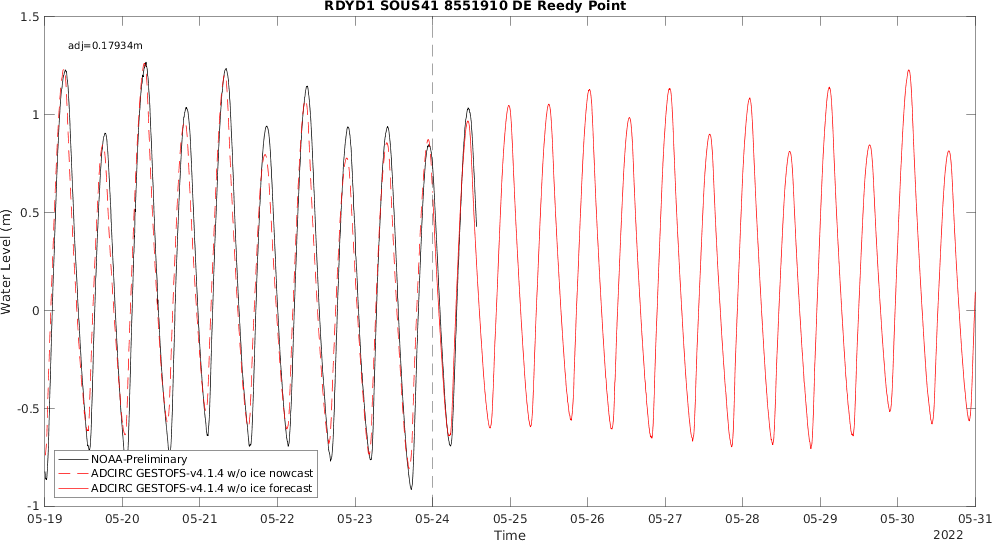 RDYD1 SOUS41 8551910 DE Reedy Point
1.5
adj=0.17934m
1
0.5
Water Level (m)
0
-0.5
NOAA-Preliminary
ADCIRC GESTOFS-v4.1.4 w/o ice nowcast
ADCIRC GESTOFS-v4.1.4 w/o ice forecast
-1
05-19 05-20 05-21 05-22 05-23 05-24 05-25 05-26 05-27 05-28 05-29 05-30 05-31
Time
2022